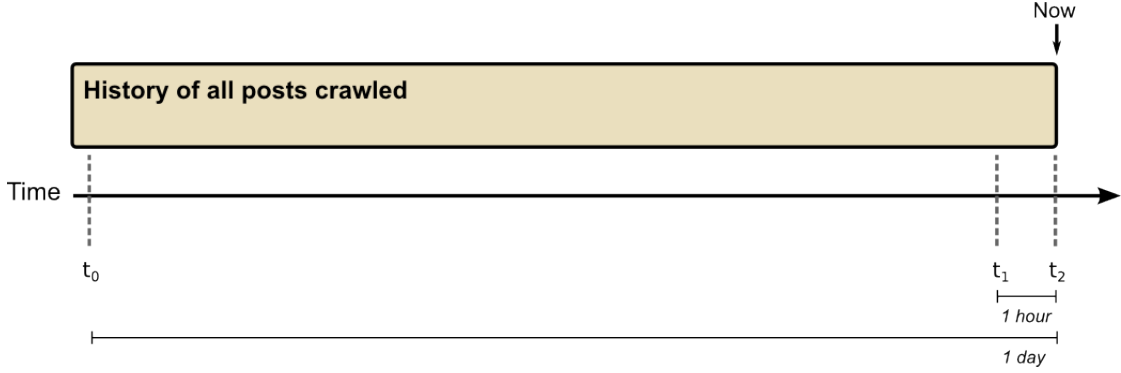 Now
History of all posts crawled
Time
t₀ t₁ t₂
1 hour
1 day